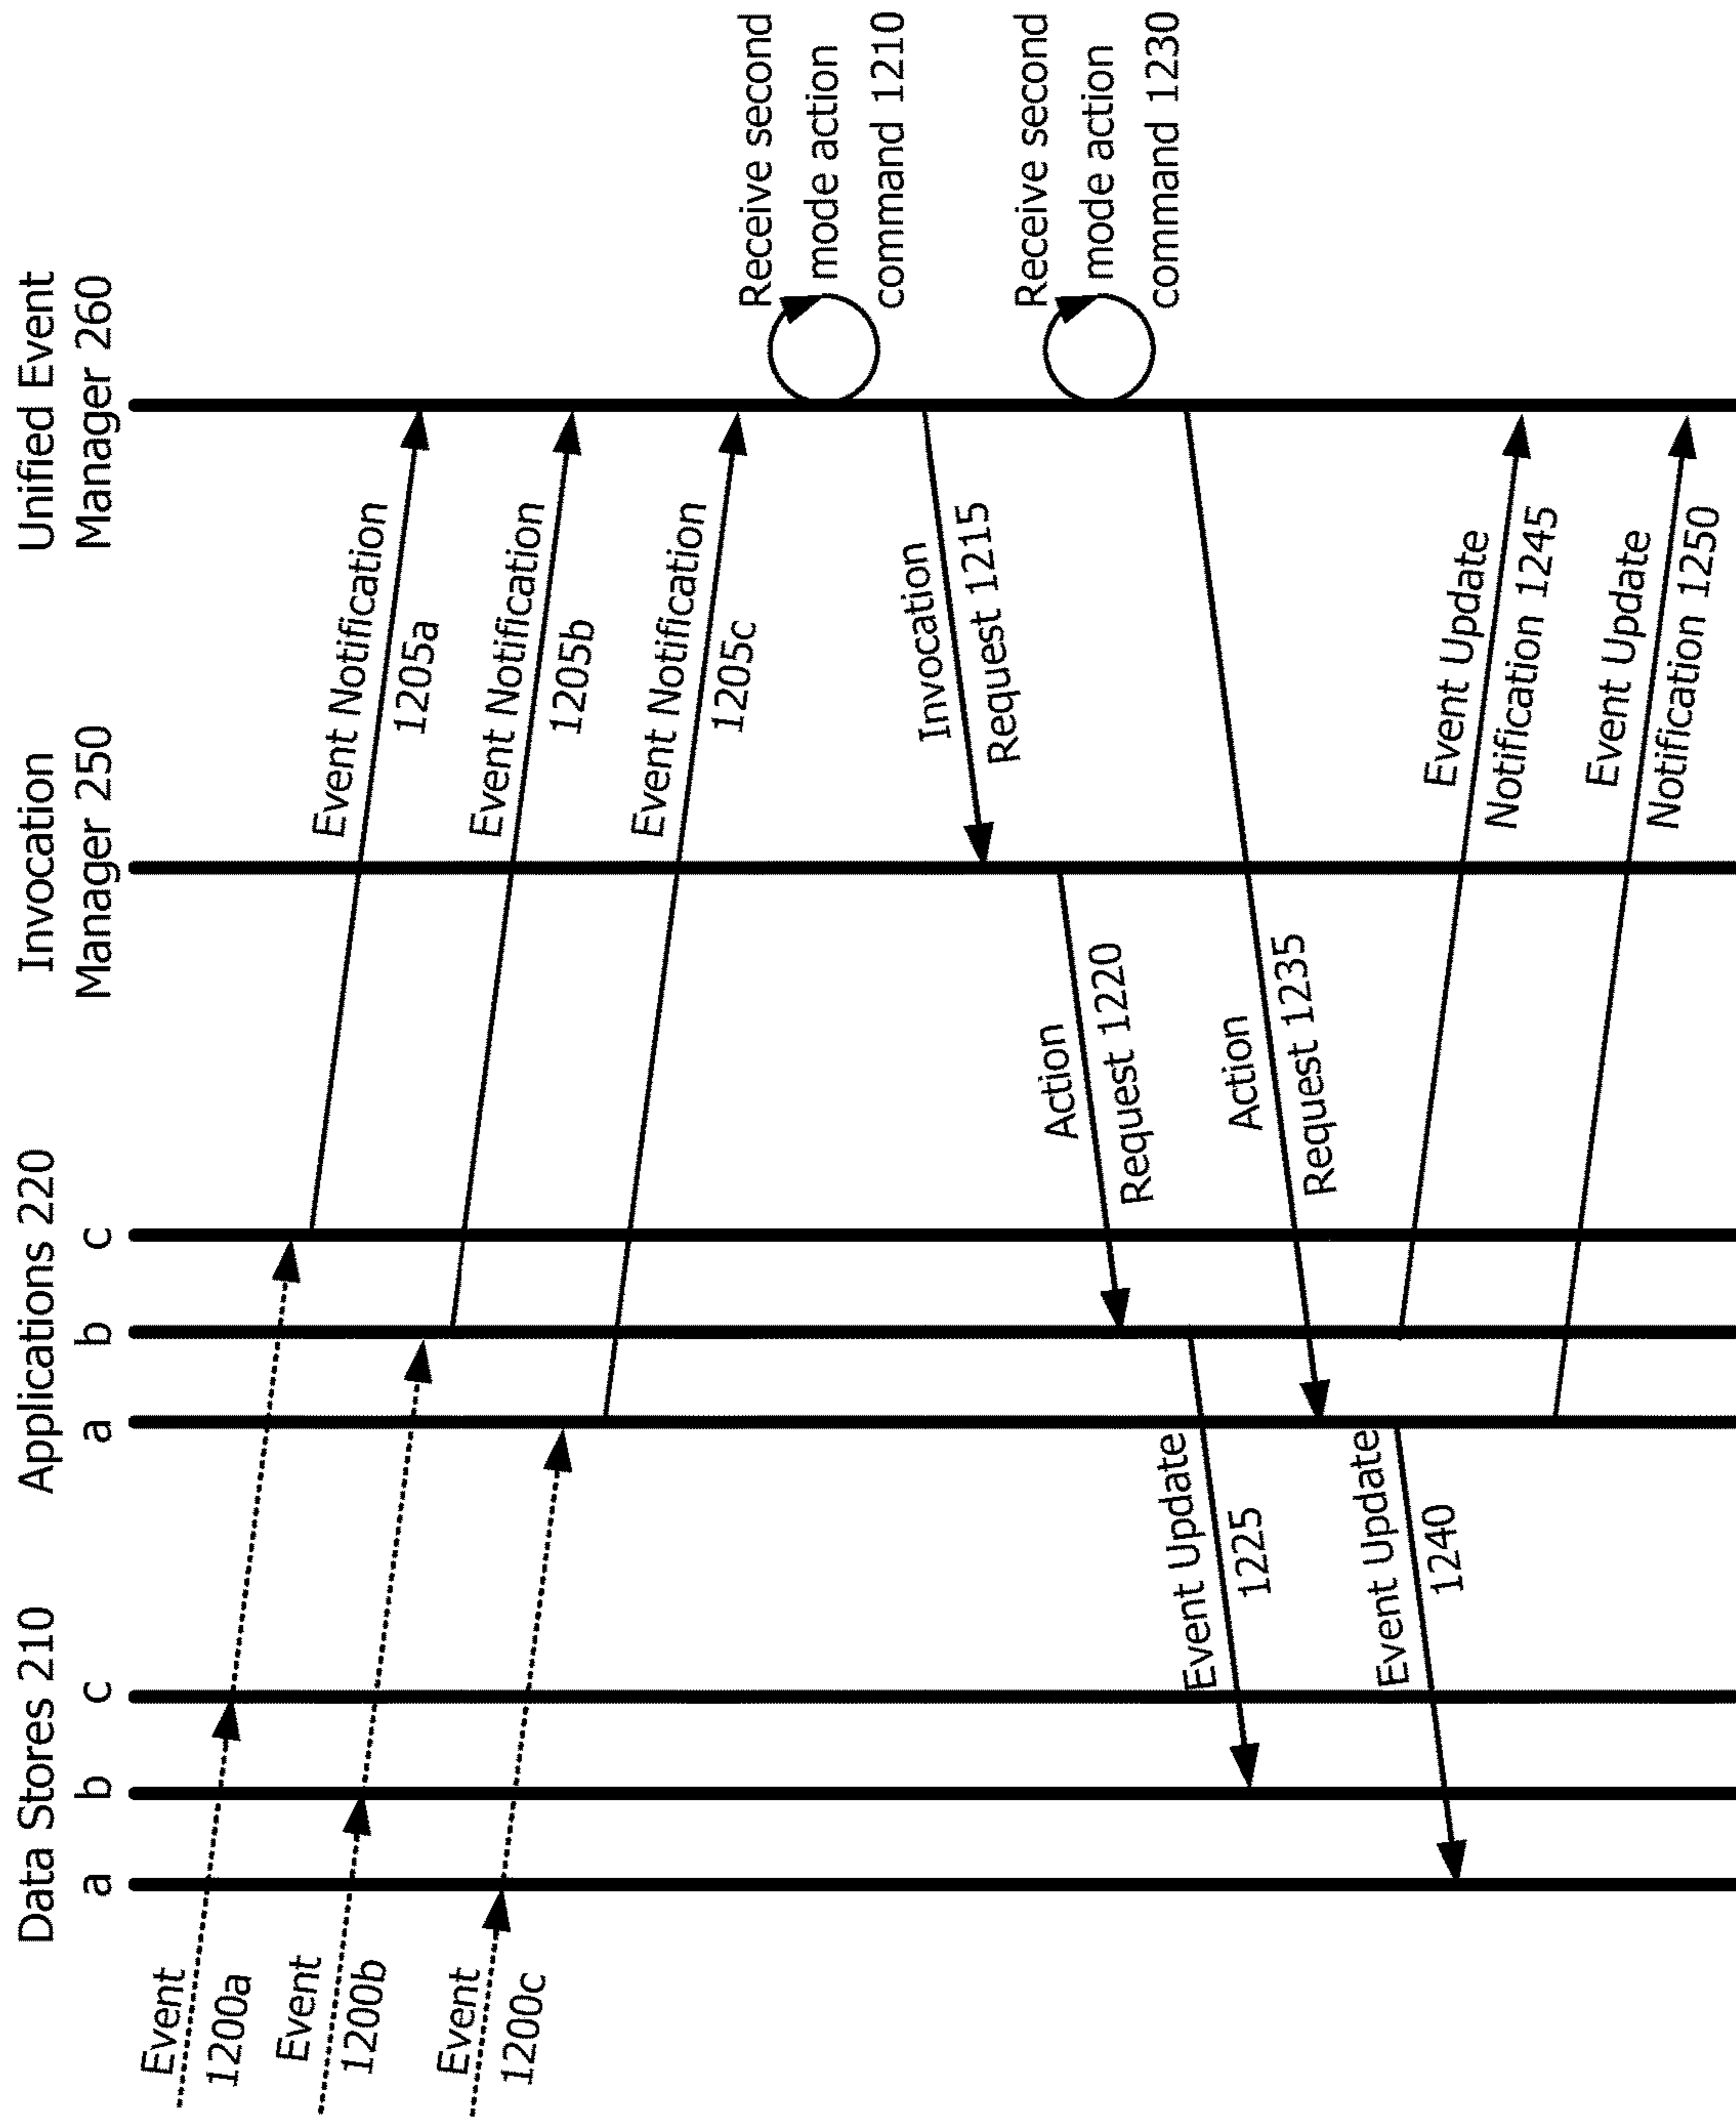 Data Stores 210
a
b
c
Applications 220
a
b
c
Invocation
Manager 250
Unified Event
Manager 260
Event
1200a
Event
1200b
Event
1200c
Event Notification
1205a
Event Notification
1205b
Event Notification
1205c
Receive second
mode action
command 1210
Invocation
Request 1215
Action
Request 1220
Event Update
1225
Receive second
mode action
command 1230
Action
Request 1235
Event Update
1240
Event Update
Notification 1245
Event Update
Notification 1250